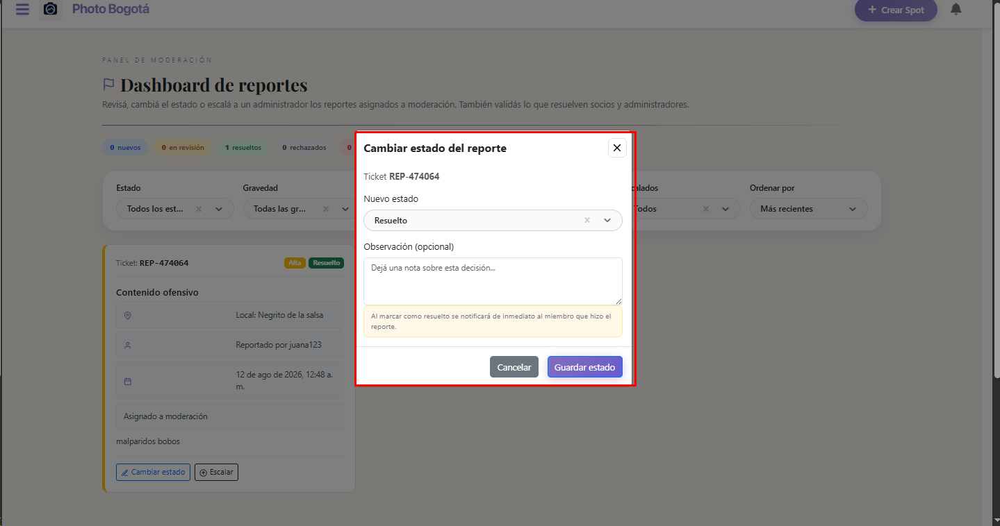 Photo Bogotá
+ Crear Spot
PANEL DE MODERACIÓN
Dashboard de reportes
Revisá, cambiá el estado o escalá a un administrador los reportes asignados a moderación. También validás lo que resuelven socios y administradores.
0 nuevos
0 en revisión
1 resueltos
0 rechazados
0
Estado
Todos los est...
Gravedad
Todas las gr...
Ordenar por
Más recientes
Ticket: REP-474064
Alta
Resuelto
Contenido ofensivo
Local: Negrito de la salsa
Reportado por juana123
12 de ago de 2026, 12:48 a.
m.
Asignado a moderación
malparidos bobos
Cambiar estado
Escalar
Cambiar estado del reporte
Ticket REP-474064
Nuevo estado
Resuelto
Observación (opcional)
Dejá una nota sobre esta decisión...
Al marcar como resuelto se notificará de inmediato al miembro que hizo el
reporte.
Cancelar
Guardar estado